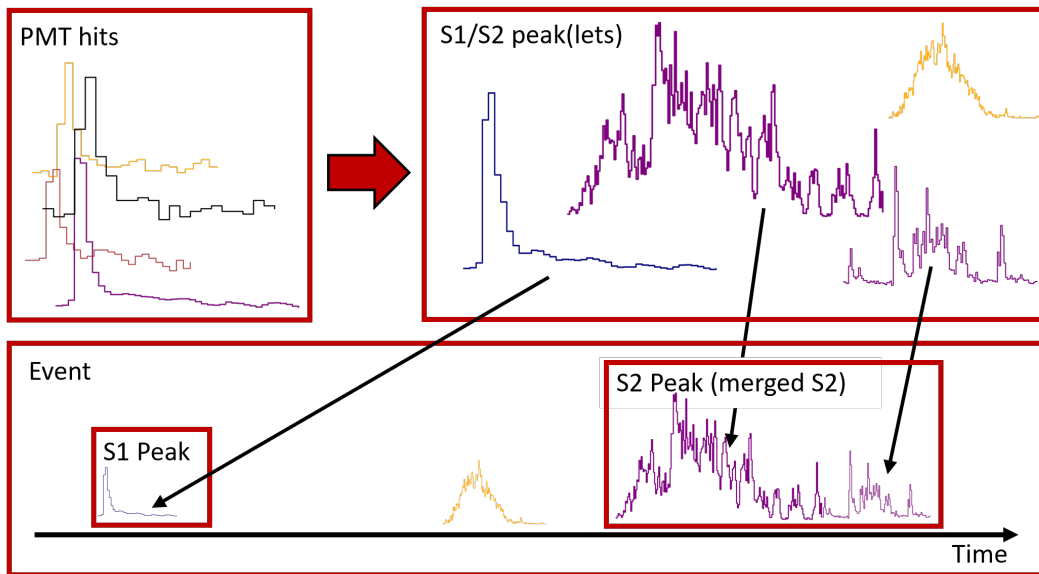 PMT hits
S1/S2 peak(lets)
Event
S1 Peak
S2 Peak (merged S2)
Time